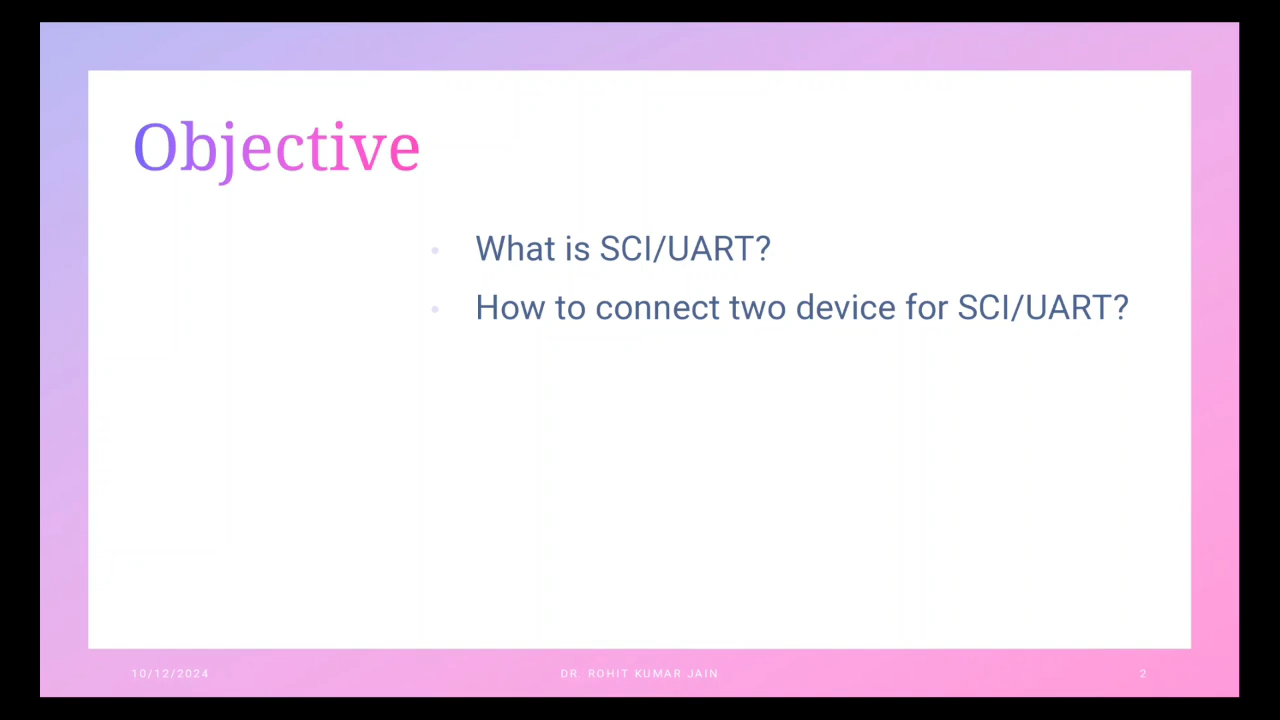 Objective
• What is SCI/UART?
• How to connect two device for SCI/UART?
10/12/2024
DR. ROHIT KUMAR JAIN
2